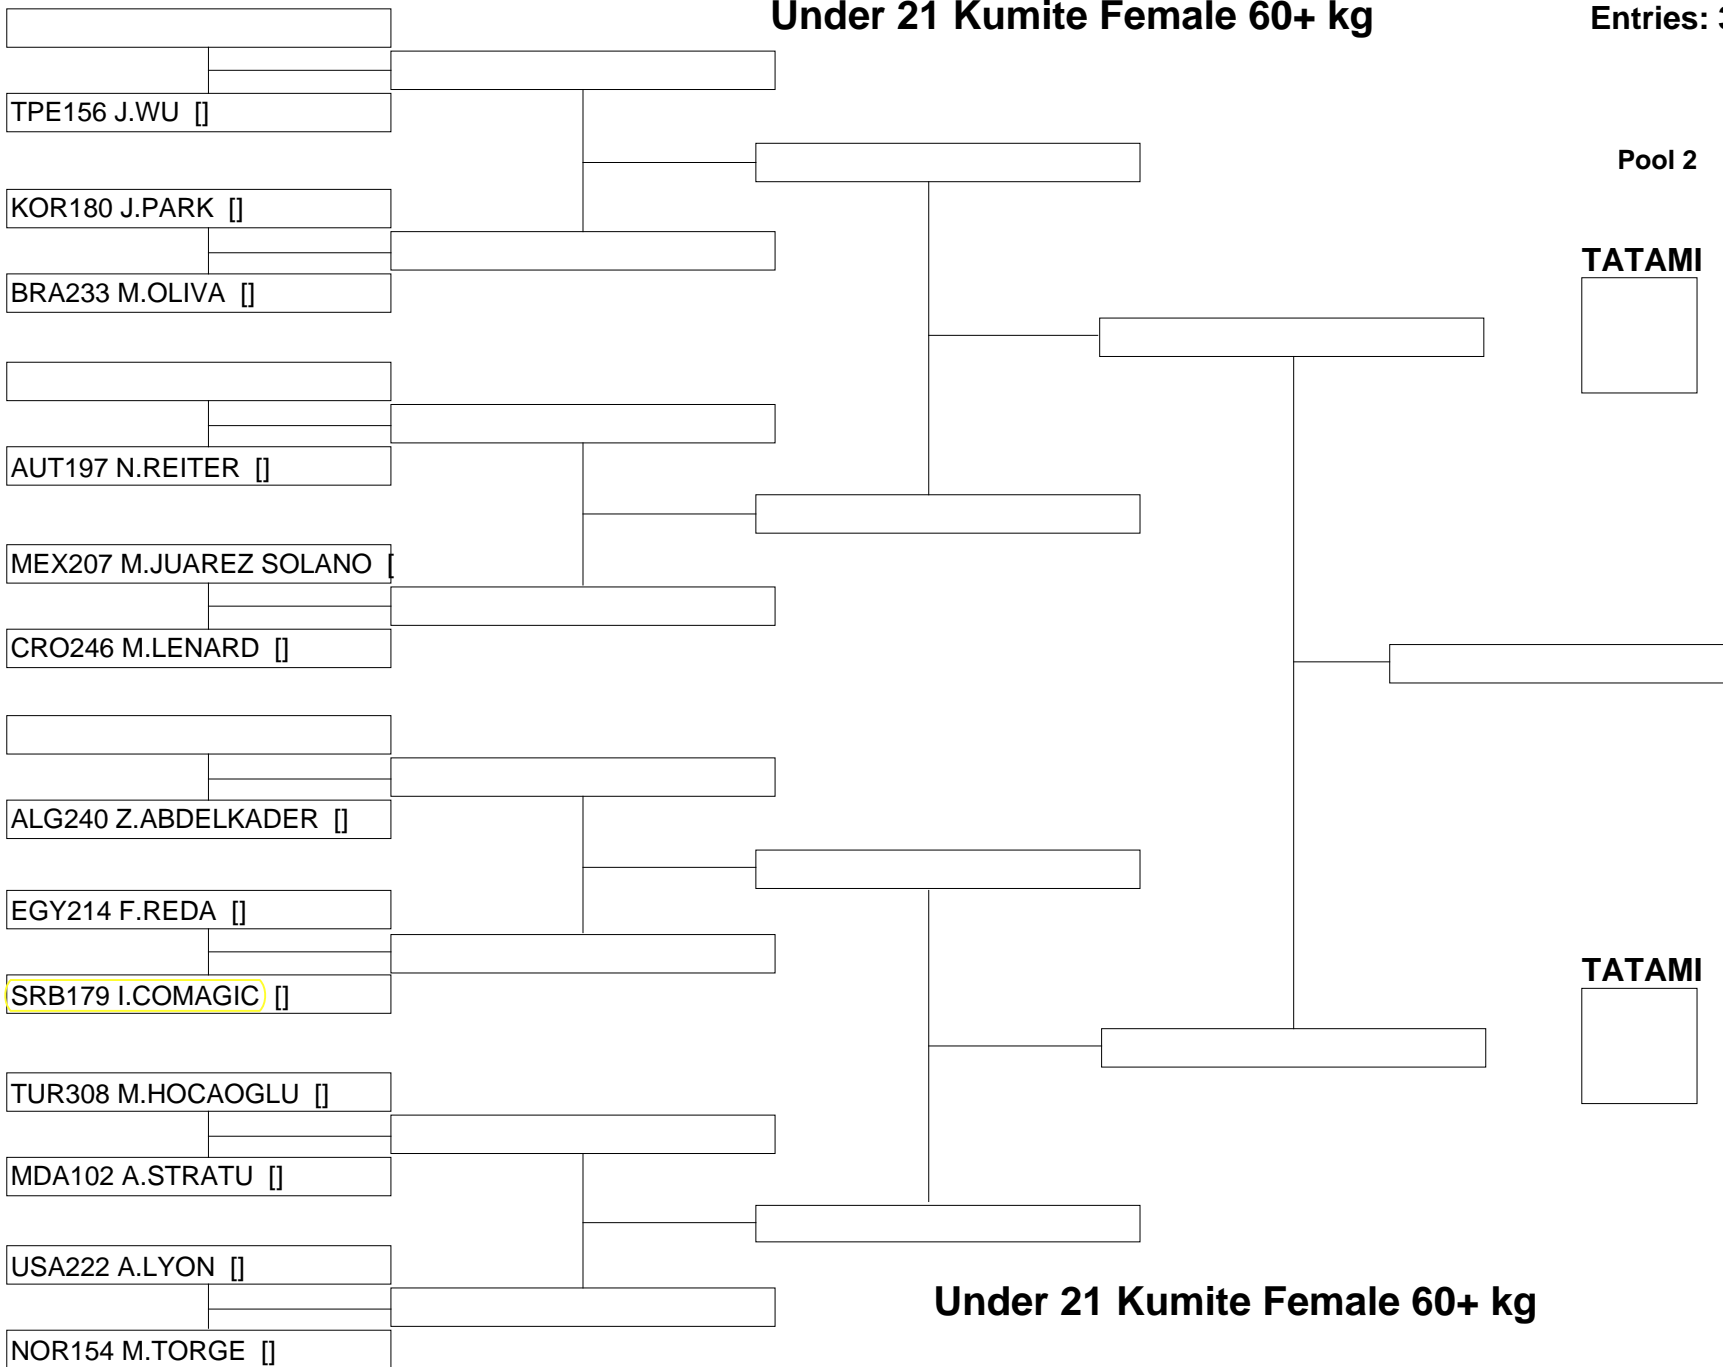 Under 21 Kumite Female 60+ kg
Entries: 3
TPE156 J.WU []
Pool 2
KOR180 J.PARK []
TATAMI
BRA233 M.OLIVA []
AUT197 N.REITER []
MEX207 M.JUAREZ SOLANO [
CRO246 M.LENARD []
ALG240 Z.ABDELKADER []
EGY214 F.REDA []
TATAMI
SRB179 I.COMAGIC []
TUR308 M.HOCAOGLU []
MDA102 A.STRATU []
USA222 A.LYON []
Under 21 Kumite Female 60+ kg
NOR154 M.TORGE []